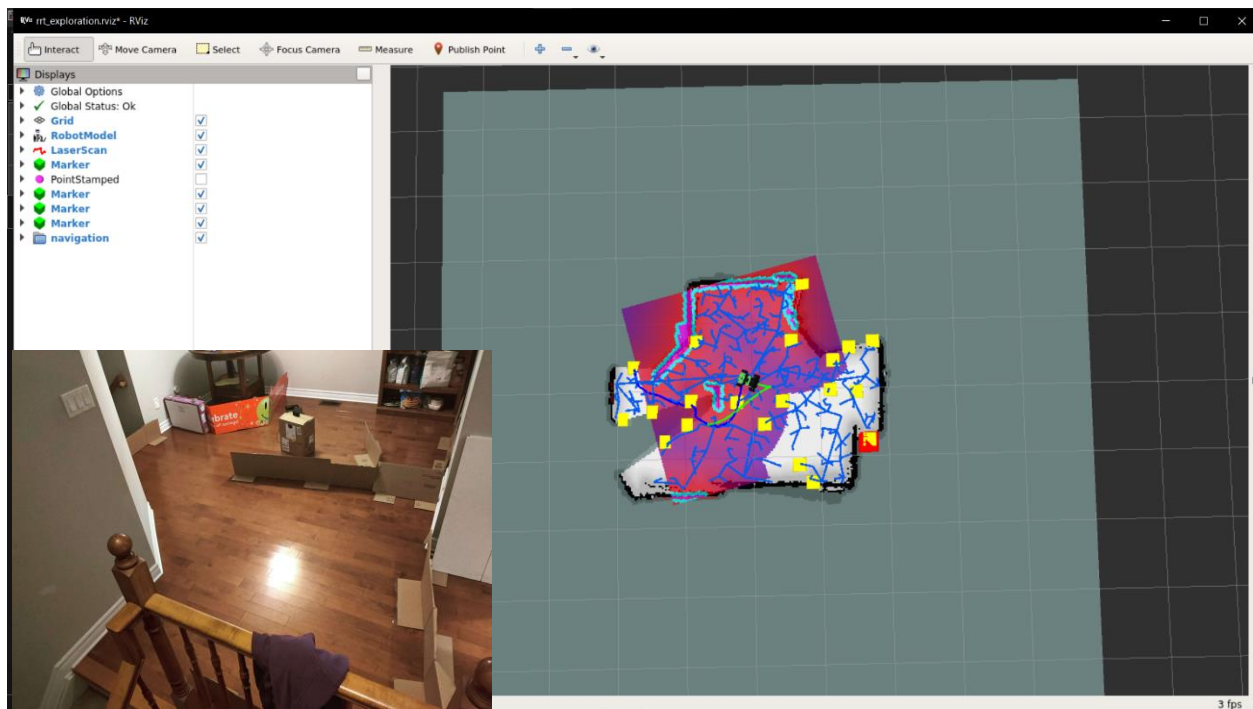 RViz rrt_exploration.rviz* - RViz
Interact Move Camera Select Focus Camera Measure Publish Point
Displays
Global Options
Global Status: Ok
Grid
RobotModel
LaserScan
Marker
PointStamped
Marker
Marker
Marker
navigation
brate
3 fps